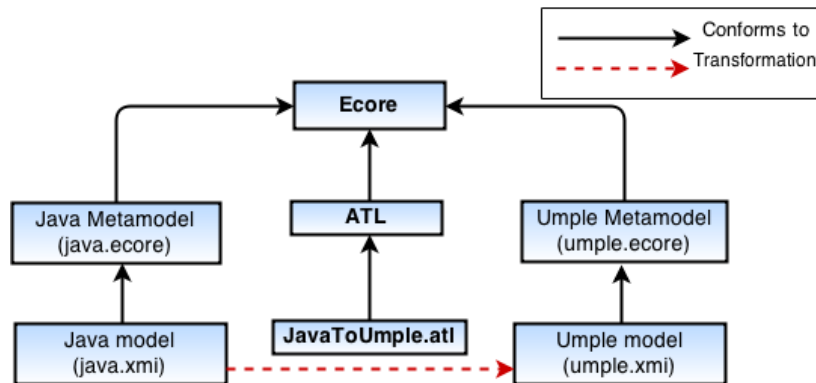 Conforms to
Transformation
Ecore
Java Metamodel
(java.ecore)
ATL
Umple Metamodel
(umple.ecore)
Java model
(java.xmi)
JavaToUmple.atl
Umple model
(umple.xmi)